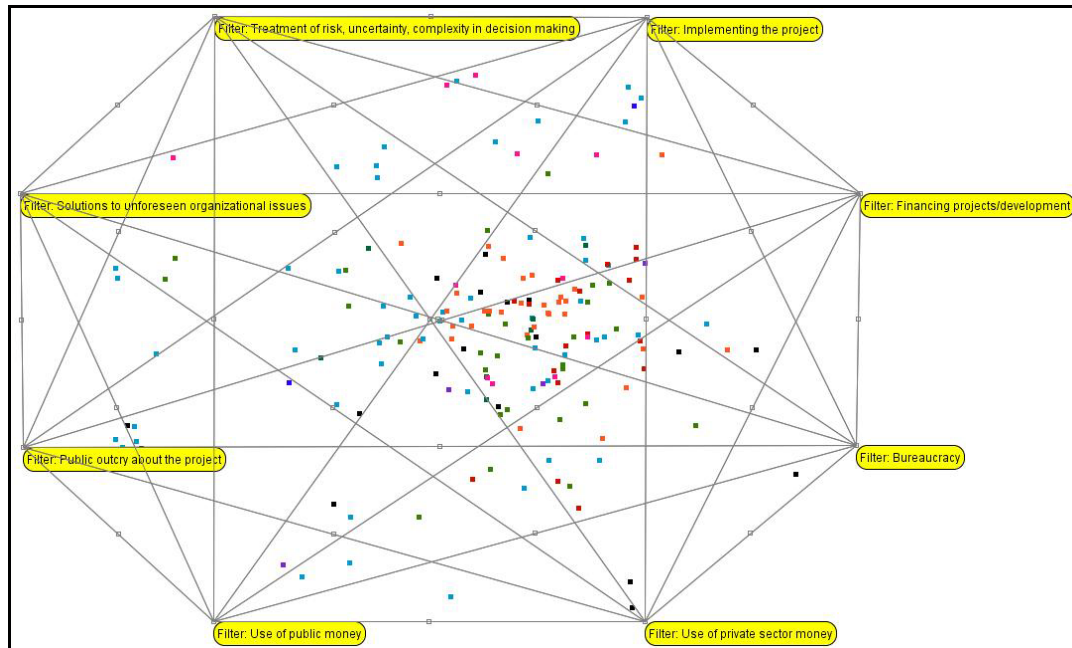 Filter: Treatment of risk, uncertainty, complexity in decision making
Filter: Implementing the project
Filter: Solutions to unforeseen organizational issues
Filter: Financing projects/development
Filter: Public outcry about the project
Filter: Bureaucracy
Filter: Use of public money
Filter: Use of private sector money